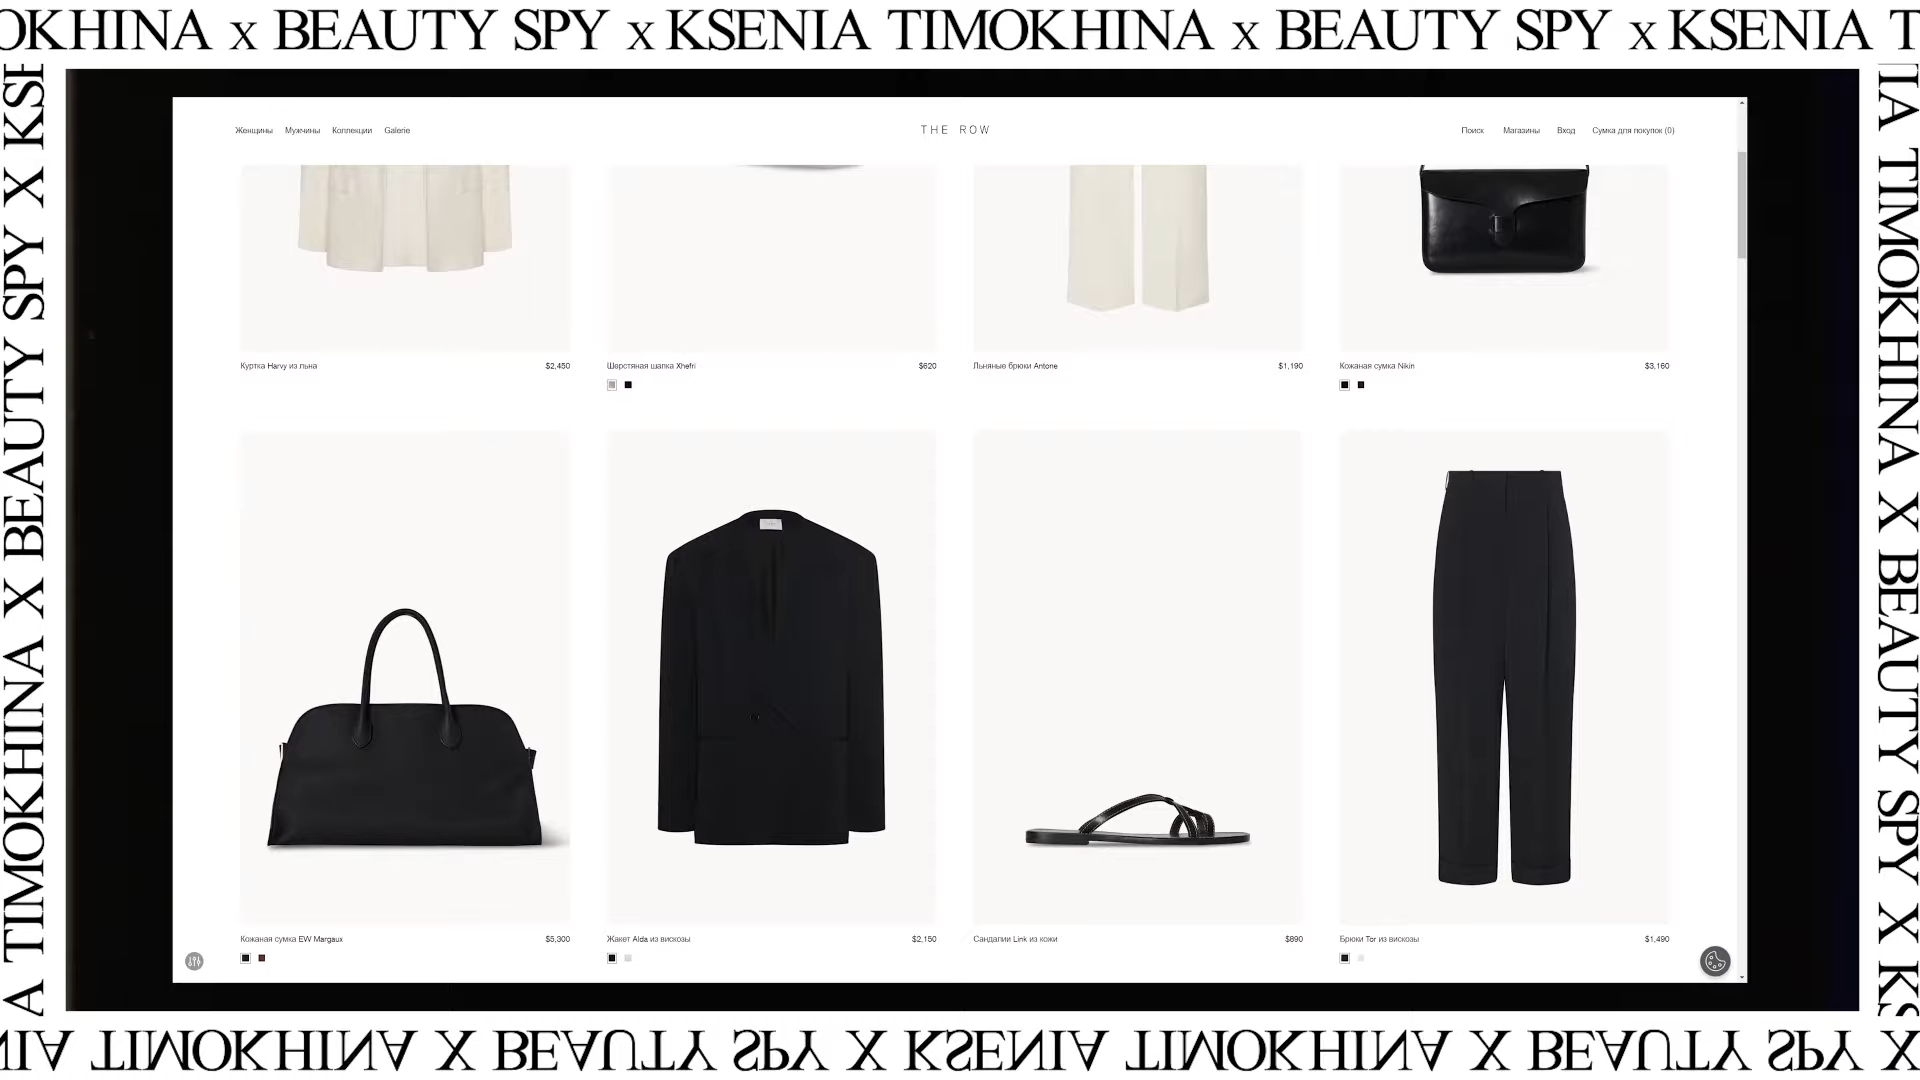 OKHINA x BEAUTY SPY x KSENIA TIMOKHINA x BEAUTY SPY x KSENIA T
Женщины Мужчины Коллекции Galerie
THE ROW
Поиск Магазины Вход Сумка для покупок (0)
Куртка Harvy из льна $2,450
Шерстяная шапка Xhefri $620
Льняные брюки Antone $1,190
Кожаная сумка Nikin $3,160
Кожаная сумка EW Margaux $5,300
Жакет Alda из вискозы $2,150
Сандалии Link из кожи $890
Брюки Tor из вискозы $1,490
A TIMOKHINA X BEAUTY SPY X KSE
IA TIMOKHINA X BEAUTY SPY X KS
NIA TIMOKHINA X BEAUTY SPY X KSENIA TIMOKHINA X BEAUTY SPY X